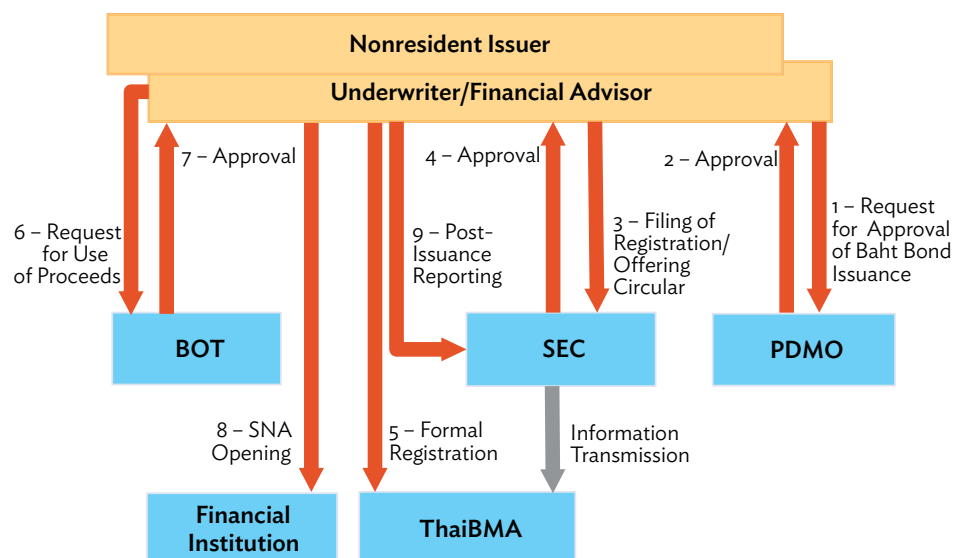 Nonresident Issuer
Underwriter/Financial Advisor
7 – Approval
4 – Approval
2 – Approval
6 – Request
for Use
of Proceeds
9 – Post-
Issuance
Reporting
3 – Filing of
Registration/
Offering
Circular
1 – Request
for Approval
of Baht Bond
Issuance
BOT
SEC
PDMO
8 – SNA
Opening
5 – Formal
Registration
Information
Transmission
Financial
Institution
ThaiBMA